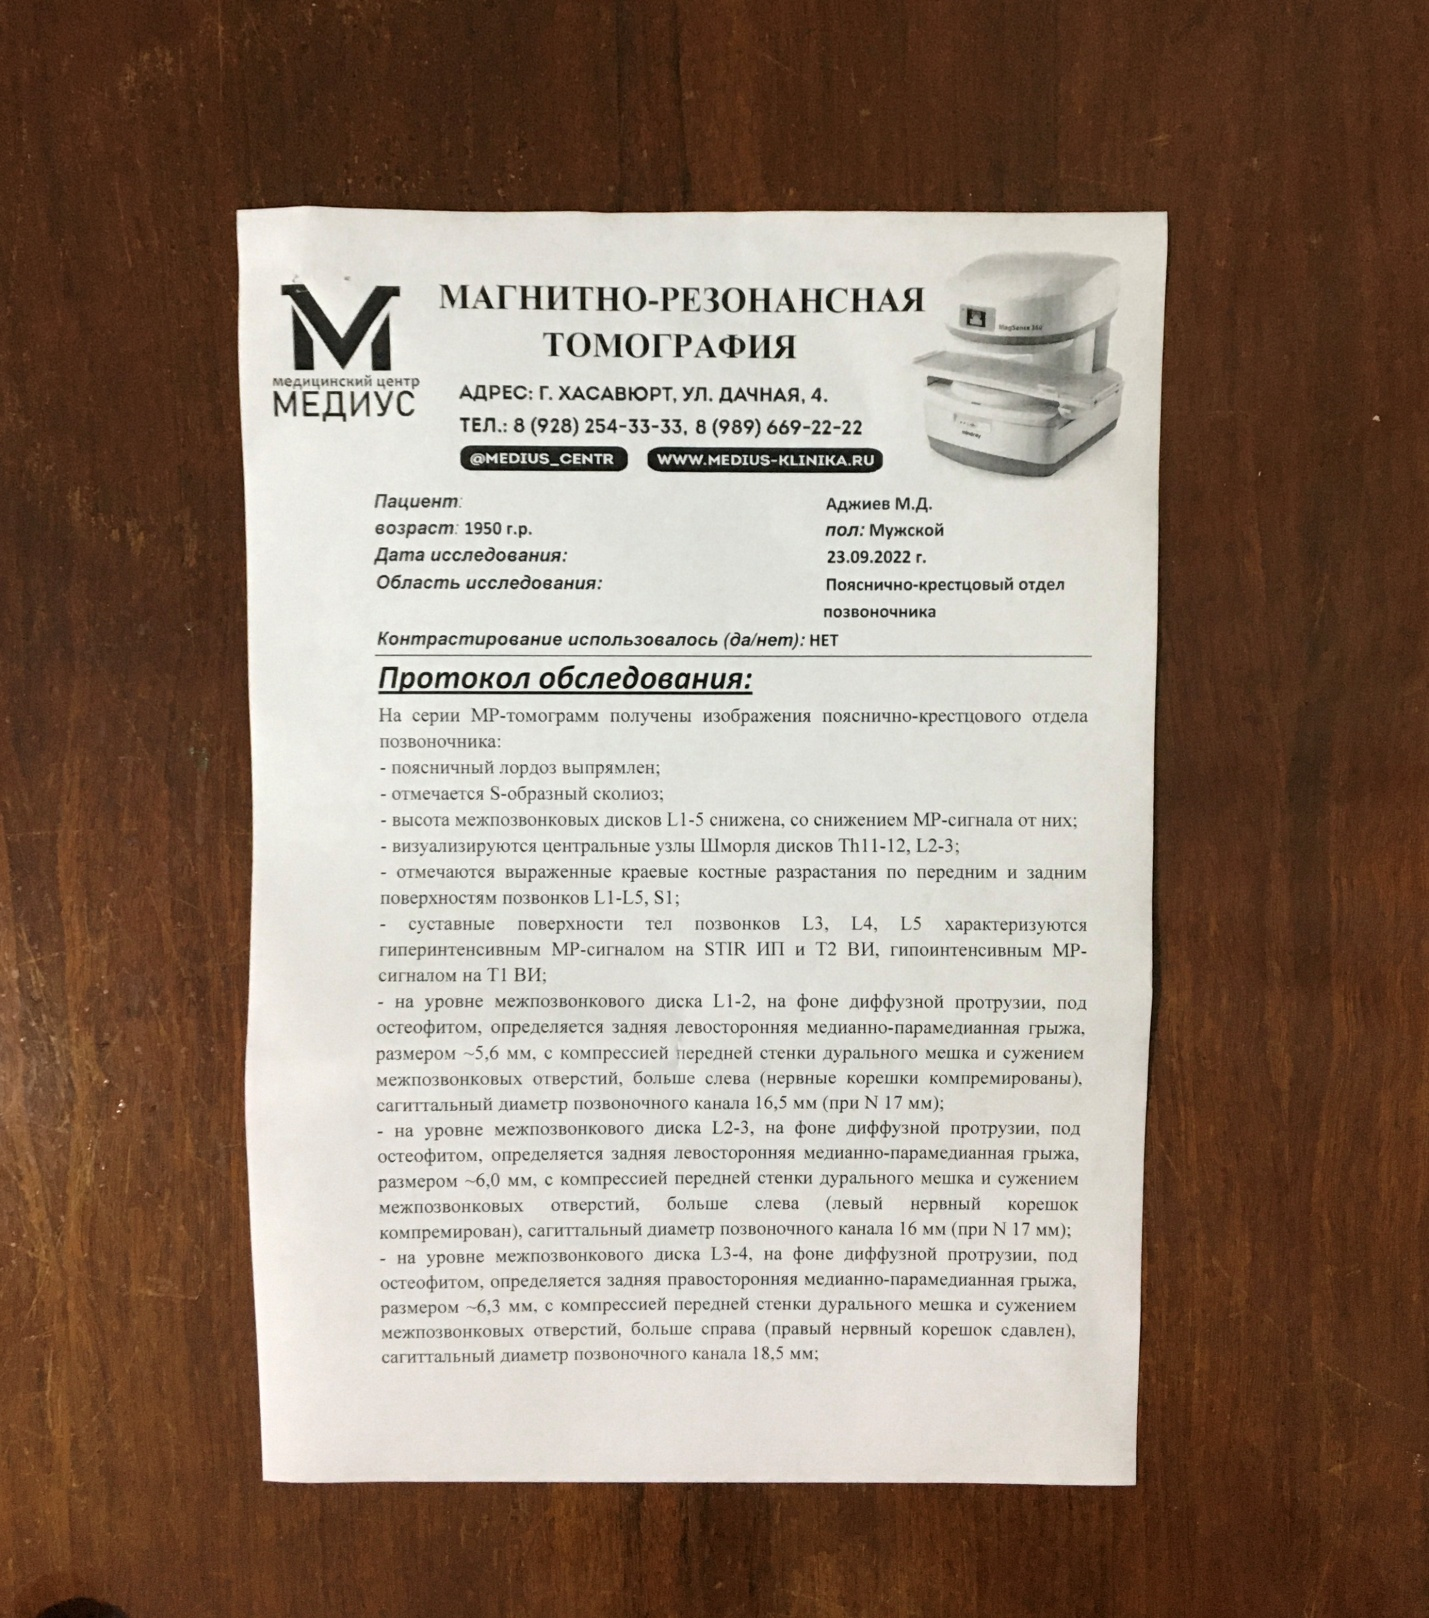 МАГНИТНО-РЕЗОНАНСНАЯ
ТОМОГРАФИЯ
медицинский центр
МЕДИУС
АДРЕС: Г. ХАСАВЮРТ, УЛ. ДАЧНАЯ, 4.
ТЕЛ.: 8 (928) 254-33-33, 8 (989) 669-22-22
@MEDIUS_CENTR WWW.MEDIUS-KLINIKA.RU
MagSense 360
mindray
Пациент: Аджиев М.Д.
возраст: 1950 г.р. пол: Мужской
Дата исследования: 23.09.2022 г.
Область исследования: Пояснично-крестцовый отдел
позвоночника
Контрастирование использовалось (да/нет): НЕТ
Протокол обследования:
На серии МР-томограмм получены изображения пояснично-крестцового отдела
позвоночника:
- поясничный лордоз выпрямлен;
- отмечается S-образный сколиоз;
- высота межпозвонковых дисков L1-5 снижена, со снижением МР-сигнала от них;
- визуализируются центральные узлы Шморля дисков Th11-12, L2-3;
- отмечаются выраженные краевые костные разрастания по передним и задним
поверхностям позвонков L1-L5, S1;
- суставные поверхности тел позвонков L3, L4, L5 характеризуются
гиперинтенсивным МР-сигналом на STIR ИП и Т2 ВИ, гипоинтенсивным МР-
сигналом на Т1 ВИ;
- на уровне межпозвонкового диска L1-2, на фоне диффузной протрузии, под
остеофитом, определяется задняя левосторонняя медианно-парамедианная грыжа,
размером ~5,6 мм, с компрессией передней стенки дурального мешка и сужением
межпозвонковых отверстий, больше слева (нервные корешки компремированы),
сагиттальный диаметр позвоночного канала 16,5 мм (при N 17 мм);
- на уровне межпозвонкового диска L2-3, на фоне диффузной протрузии, под
остеофитом, определяется задняя левосторонняя медианно-парамедианная грыжа,
размером ~6,0 мм, с компрессией передней стенки дурального мешка и сужением
межпозвонковых отверстий, больше слева (левый нервный корешок
компремирован), сагиттальный диаметр позвоночного канала 16 мм (при N 17 мм);
- на уровне межпозвонкового диска L3-4, на фоне диффузной протрузии, под
остеофитом, определяется задняя правосторонняя медианно-парамедианная грыжа,
размером ~6,3 мм, с компрессией передней стенки дурального мешка и сужением
межпозвонковых отверстий, больше справа (правый нервный корешок сдавлен),
сагиттальный диаметр позвоночного канала 18,5 мм;